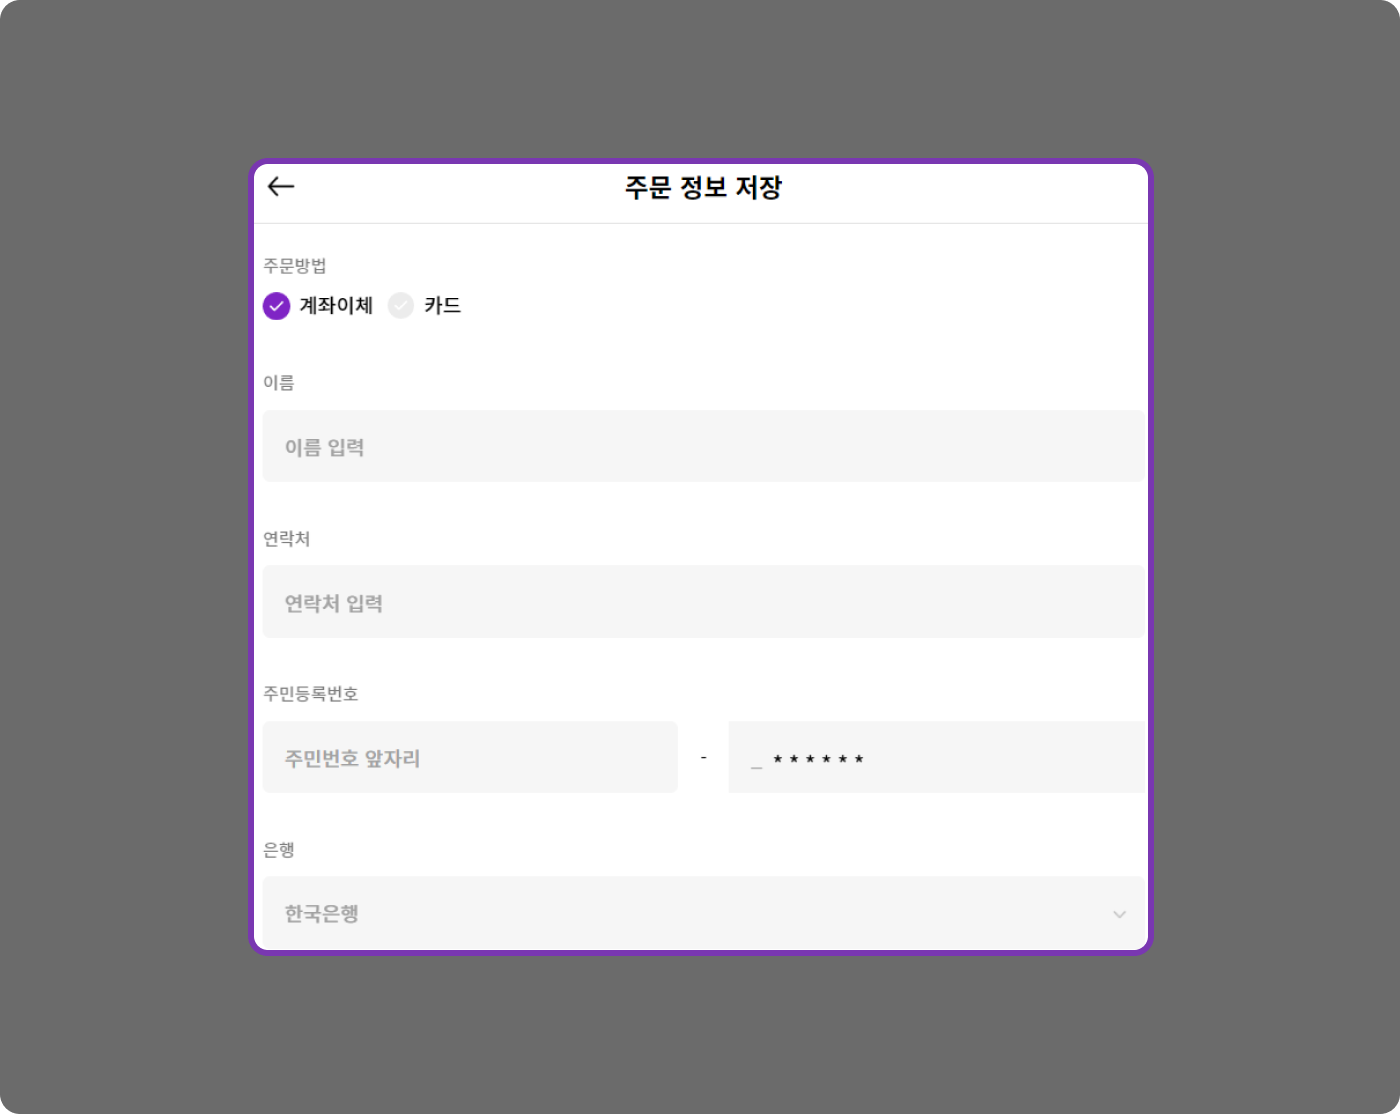 주문 정보 저장
주문방법
계좌이체 카드
이름
이름 입력
연락처
연락처 입력
주민등록번호
주민번호 앞자리 - _ ******
은행
한국은행